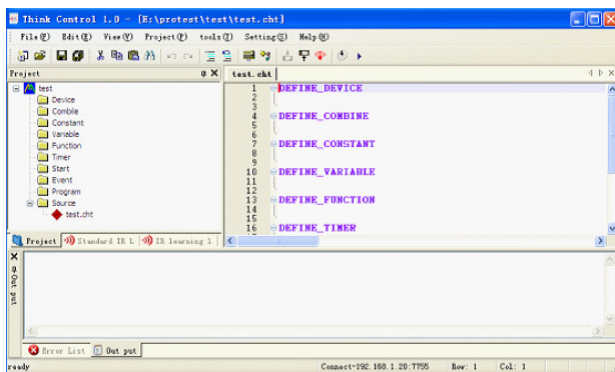 Think Control 1.0 - [H:\protest\test\test.cht]
File(F) Edit(E) View(V) Project(P) tools(T) Setting(S) Help(H)
Project
test.cht
test
Device
Combile
Constant
Variable
Function
Timer
Start
Event
Program
Source
test.cht
1 DEFINE_DEVICE
2
3
4 DEFINE_COMBINE
5
6
7 DEFINE_CONSTANT
8
9
10 DEFINE_VARIABLE
11
12
13 DEFINE_FUNCTION
14
15
16 DEFINE_TIMER
Project Standard IR L IR learning l
Out put
Error List Out put
ready Connect-192.168.1.20:7755 Row: 1 Col: 1